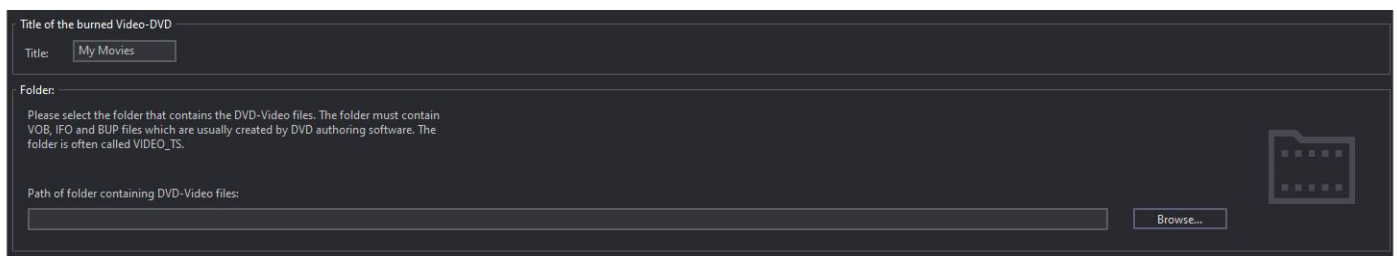 Title of the burned Video-DVD
Title:
My Movies
Folder:
Please select the folder that contains the DVD-Video files. The folder must contain
VOB, IFO and BUP files which are usually created by DVD authoring software. The
folder is often called VIDEO_TS.
Path of folder containing DVD-Video files:
Browse...